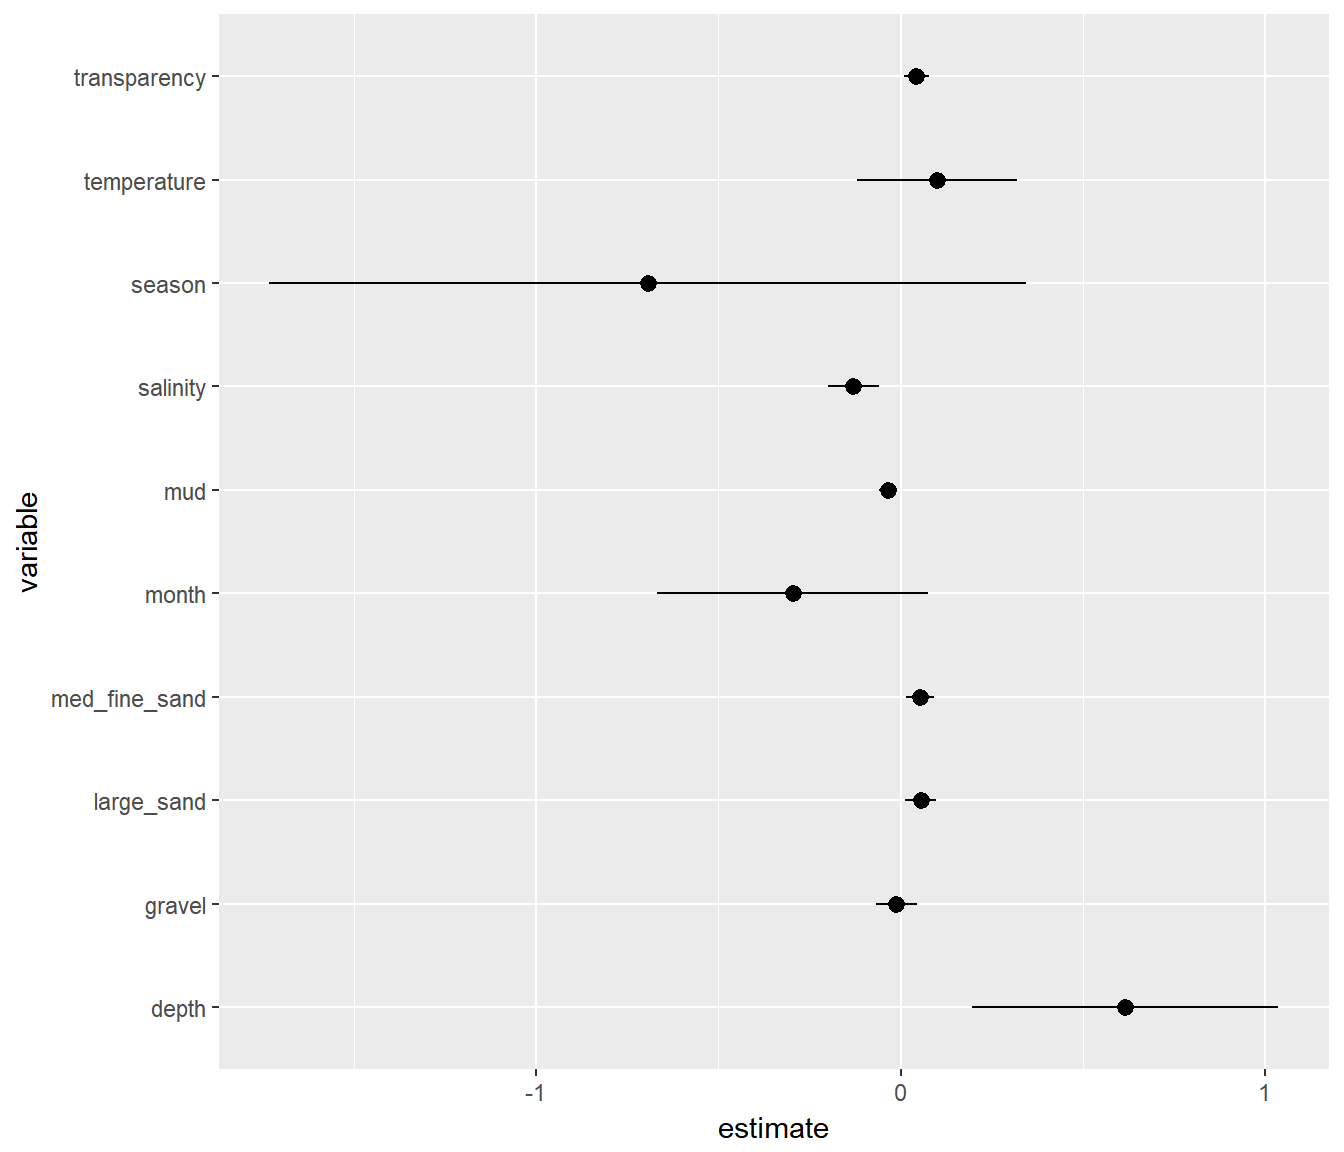 transparency
temperature
season
salinity
mud
month
med_fine_sand
large_sand
gravel
depth
variable
-1 0 1
estimate